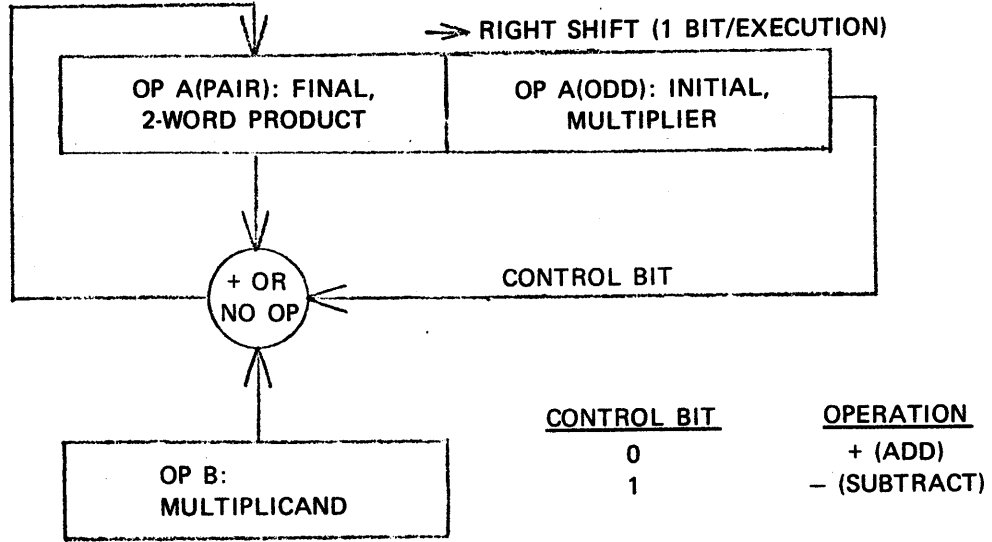 → RIGHT SHIFT (1 BIT/EXECUTION)
OP A(PAIR): FINAL,
2-WORD PRODUCT
OP A(ODD): INITIAL,
MULTIPLIER
CONTROL BIT
+ OR
NO OP
OP B:
MULTIPLICAND
CONTROL BIT OPERATION
0 + (ADD)
1 – (SUBTRACT)